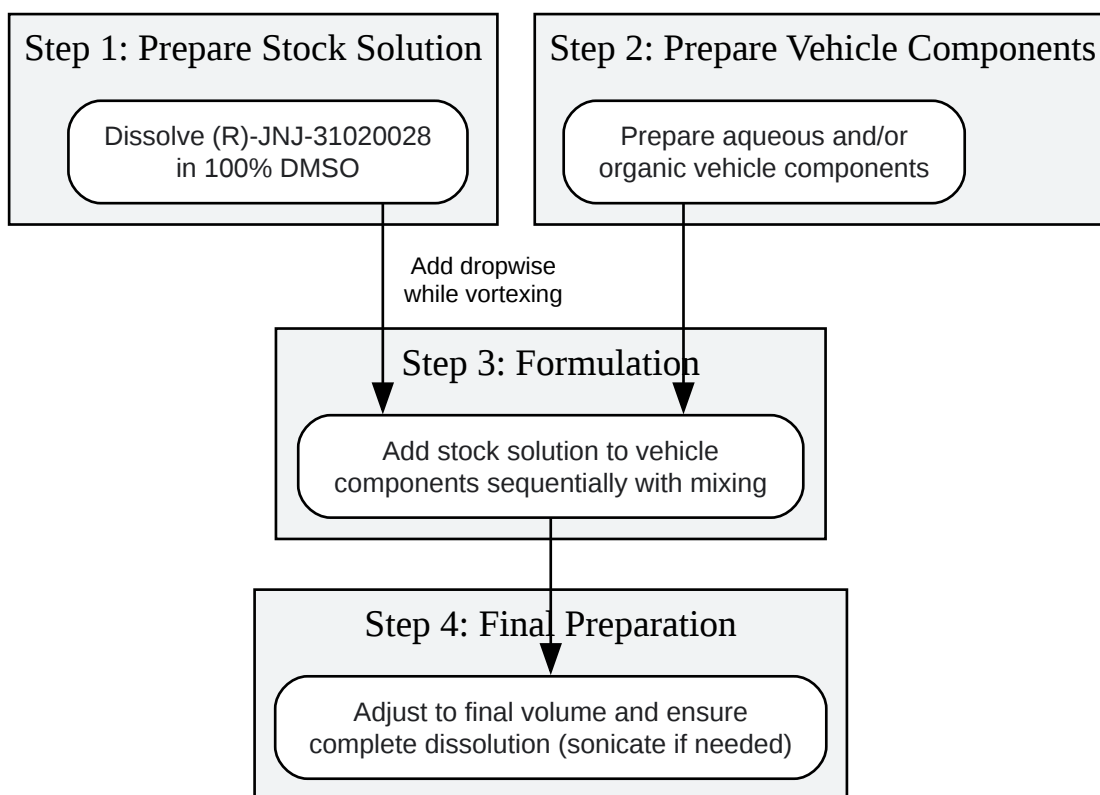 Step 1: Prepare Stock Solution
Dissolve (R)-JNJ-31020028
in 100% DMSO
Step 2: Prepare Vehicle Components
Prepare aqueous and/or
organic vehicle components
Add dropwise
while vortexing
Step 3: Formulation
Add stock solution to vehicle
components sequentially with mixing
Step 4: Final Preparation
Adjust to final volume and ensure
complete dissolution (sonicate if needed)